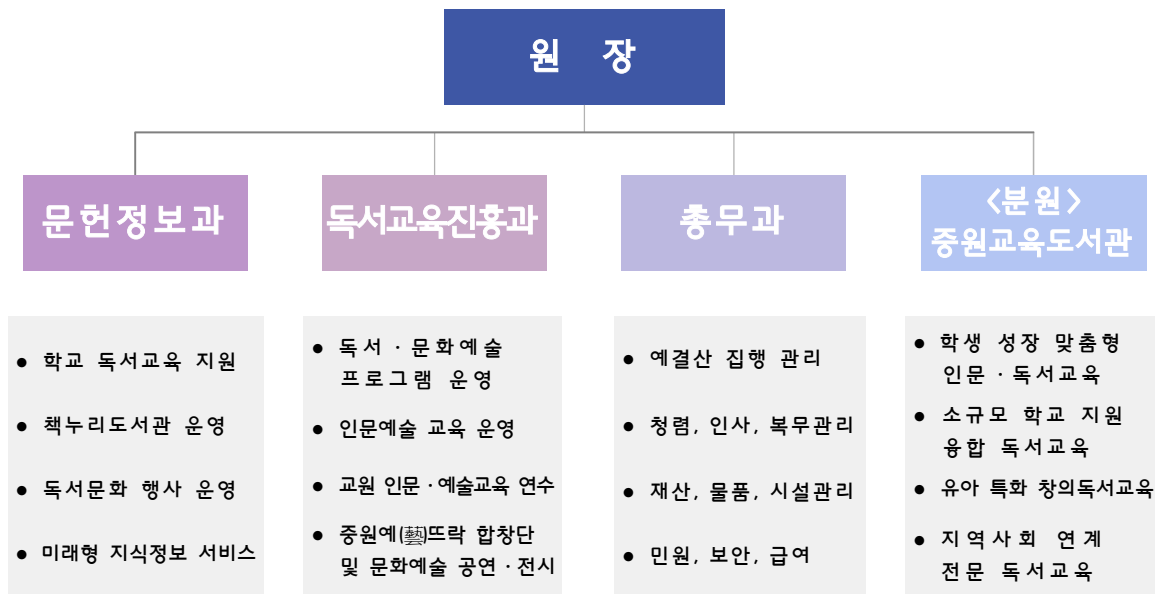 원 장
문헌정보과
독서교육진흥과
총무과
<분원>
중원교육도서관
● 학교 독서교육 지원
● 책누리도서관 운영
● 독서문화 행사 운영
● 미래형 지식정보 서비스
● 독서 · 문화예술
프로그램 운영
● 인문예술 교육 운영
● 교원 인문·예술교육 연수
● 중원예(藝)뜨락 합창단
및 문화예술 공연·전시
● 예결산 집행 관리
● 청렴, 인사, 복무관리
● 재산, 물품, 시설관리
● 민원, 보안, 급여
● 학생 성장 맞춤형
인문·독서교육
● 소규모 학교 지원
융합 독서교육
● 유아 특화 창의독서교육
● 지역사회 연계
전문 독서교육